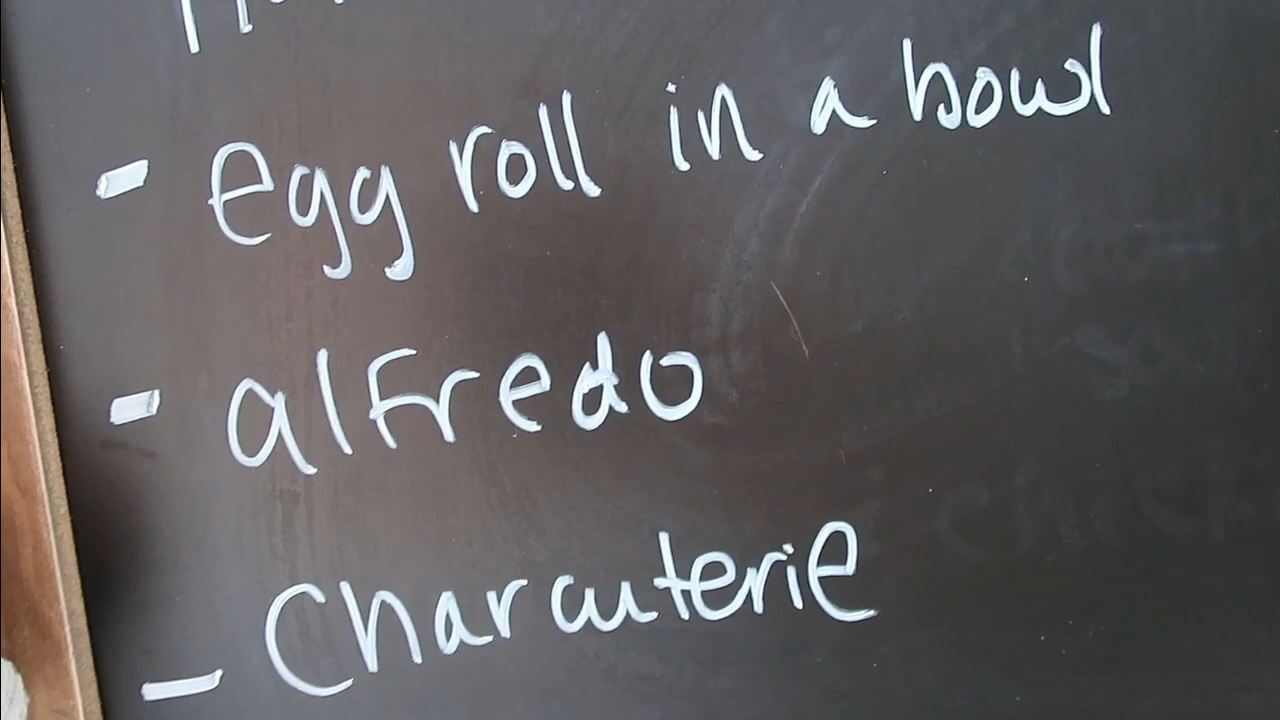 - egg roll in a bowl
- alfredo
- Charcuterie